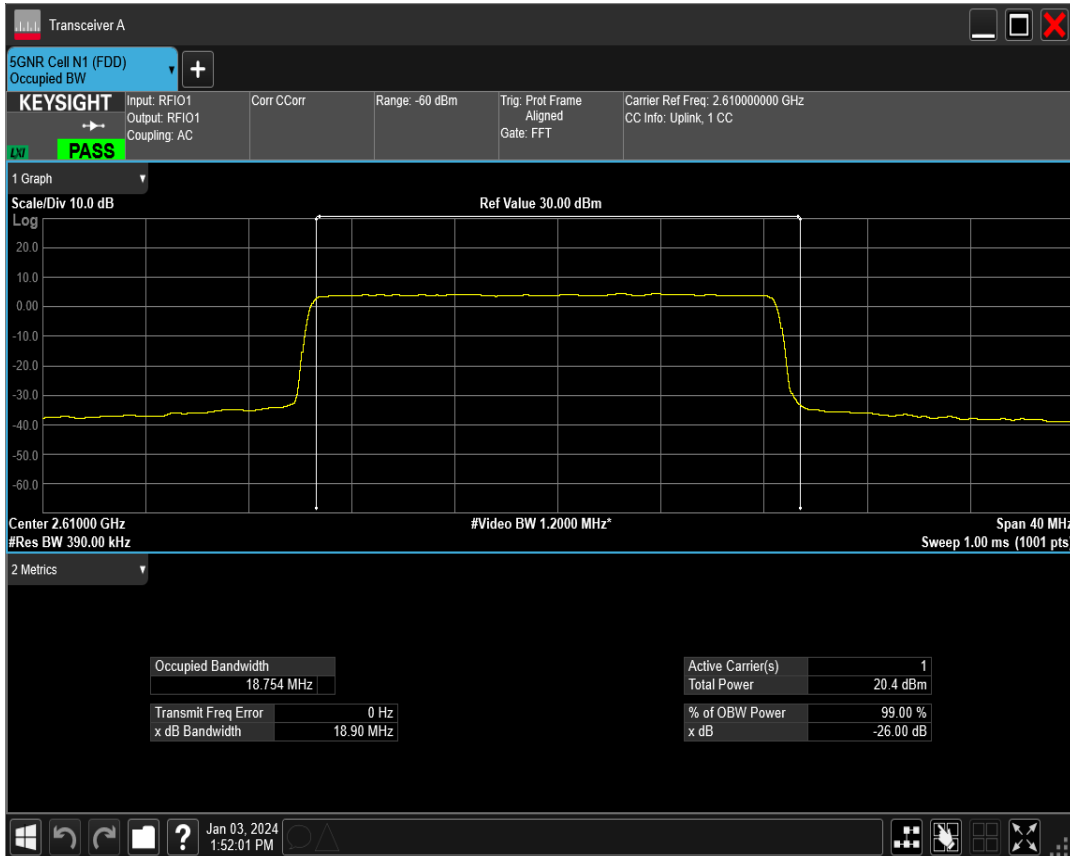 Transceiver A
5GNR Cell N1 (FDD)
Occupied BW
+
KEYSIGHT
LXI
PASS
Input: RFIO1
Output: RFIO1
Coupling: AC
Corr CCorr
Range: -60 dBm
Trig: Prot Frame
Aligned
Gate: FFT
Carrier Ref Freq: 2.610000000 GHz
CC Info: Uplink, 1 CC
1 Graph
Scale/Div 10.0 dB
Ref Value 30.00 dBm
Log
20.0
10.0
0.00
-10.0
-20.0
-30.0
-40.0
-50.0
-60.0
Center 2.61000 GHz
#Video BW 1.2000 MHz*
Span 40 MHz
#Res BW 390.00 kHz
Sweep 1.00 ms (1001 pts)
2 Metrics
Occupied Bandwidth
18.754 MHz
Transmit Freq Error 0 Hz
x dB Bandwidth 18.90 MHz
Active Carrier(s) 1
Total Power 20.4 dBm
% of OBW Power 99.00 %
x dB -26.00 dB
?
Jan 03, 2024
1:52:01 PM